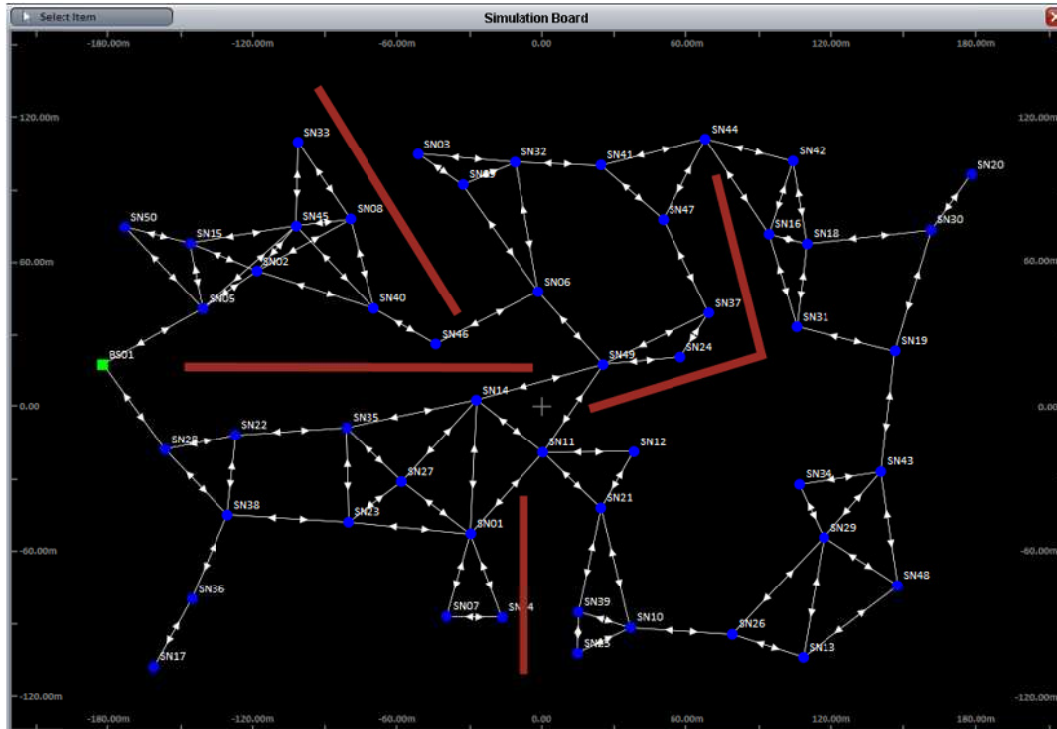 Select Item
Simulation Board
-180.00m
-120.00m
-60.00m
0.00
60.00m
120.00m
180.00m
120.00m
120.00m
SN33
SN03
SN32
SN41
SN44
SN42
SN20
SN50
SN15
SN45
SN08
SN47
SN16
SN18
SN30
60.00m
60.00m
SN02
SN05
SN40
SN06
SN37
SN31
SN46
BS01
SN49
SN24
SN19
0.00
0.00
SN14
SN22
SN35
SN11
SN12
SN27
SN34
SN43
SN38
SN23
SN01
SN21
SN29
-60.00m
-60.00m
SN36
SN07
SN39
SN10
SN48
SN26
SN25
SN13
SN17
-120.00m
-120.00m
-180.00m
-120.00m
-60.00m
0.00
60.00m
120.00m
180.00m